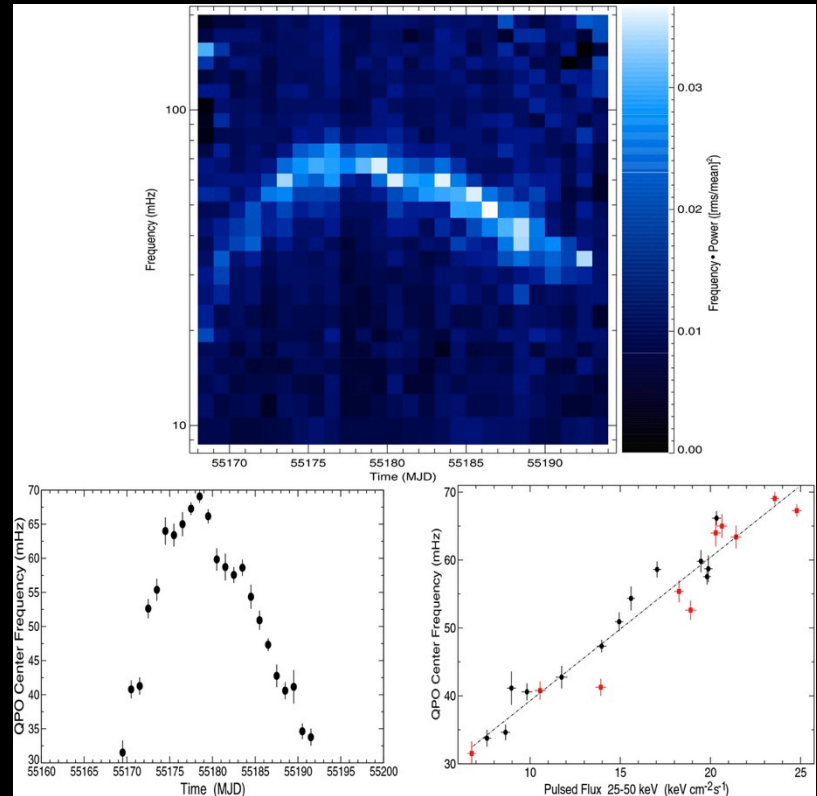 100
10
Frequency (mHz)
55170 55175 55180 55185 55190
Time (MJD)
0.03
0.02
0.01
0.00
Frequency • Power ([rms/mean]²)
70
65
60
55
50
45
40
35
30
QPO Center Frequency (mHz)
55160 55165 55170 55175 55180 55185 55190 55195 55200
Time (MJD)
70
60
50
40
30
QPO Center Frequency (mHz)
10 15 20 25
Pulsed Flux 25-50 keV (keV cm⁻²s⁻¹)